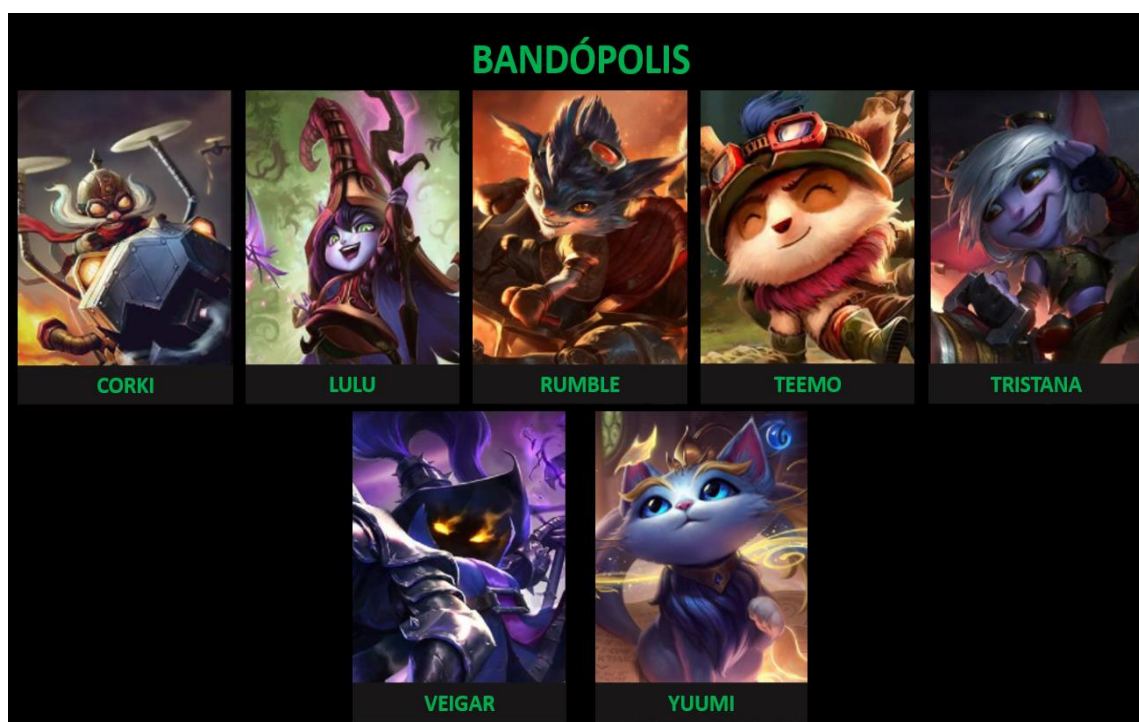 BANDÓPOLIS
CORKI
LULU
RUMBLE
TEEMO
TRISTANA
VEIGAR
YUUMI